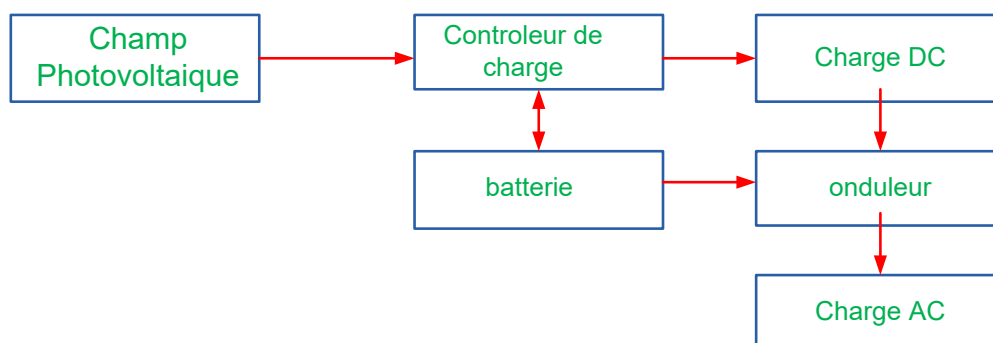 Champ
Photovoltaique
Controleur de
charge
Charge DC
batterie
onduleur
Charge AC